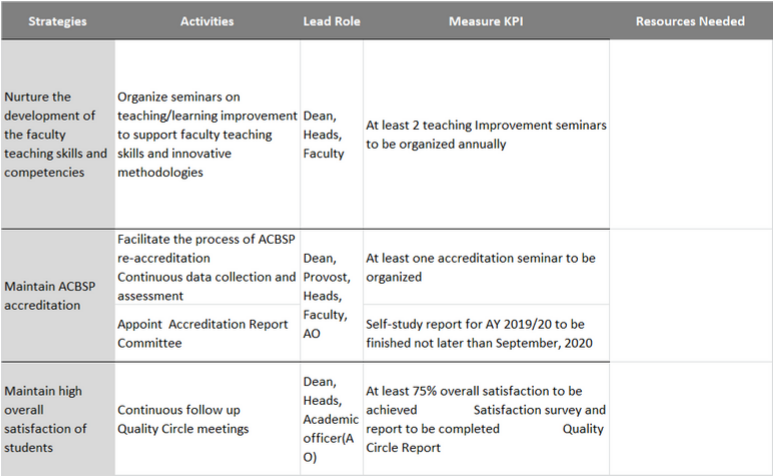 Strategies
Activities
Lead Role
Measure KPI
Resources Needed
Nurture the
development of
the faculty
teaching skills and
competencies
Organize seminars on
teaching/learning improvement
to support faculty teaching
skills and innovative
methodologies
Dean,
Heads,
Faculty
At least 2 teaching Improvement seminars
to be organized annually
Maintain ACBSP
accreditation
Facilitate the process of ACBSP
re-accreditation
Continuous data collection and
assessment
Appoint Accreditation Report
Committee
Dean,
Provost,
Heads,
Faculty,
AO
At least one accreditation seminar to be
organized
Self-study report for AY 2019/20 to be
finished not later than September, 2020
Maintain high
overall
satisfaction of
students
Continuous follow up
Quality Circle meetings
Dean,
Heads,
Academic
officer(A
O)
At least 75% overall satisfaction to be
achieved Satisfaction survey and
report to be completed Quality
Circle Report